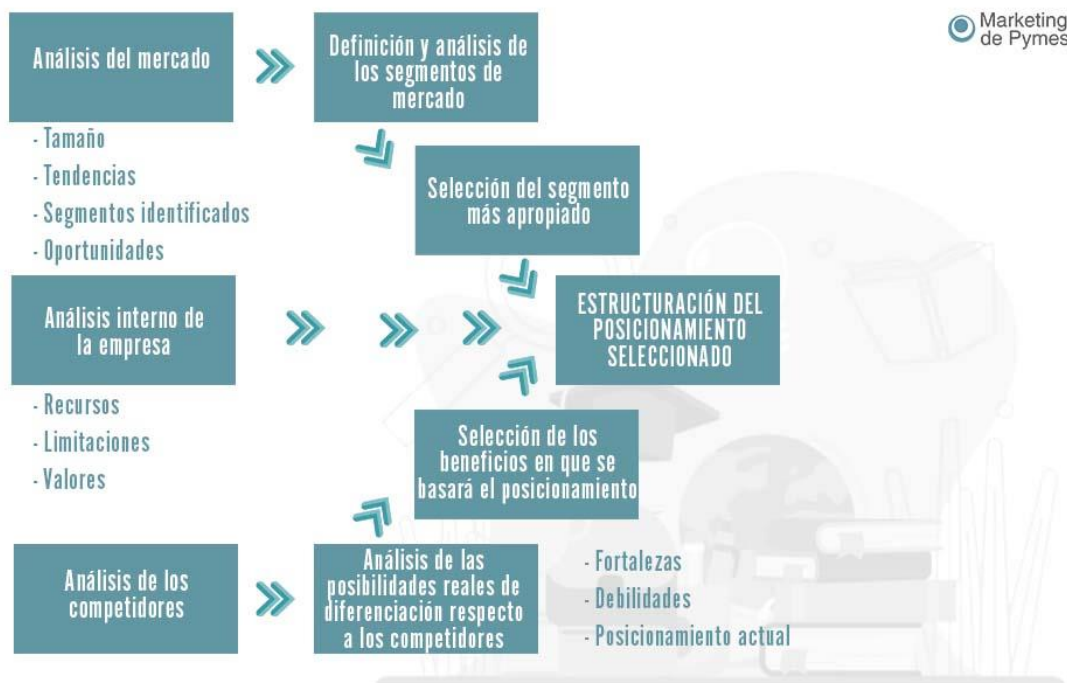 Marketing
de Pymes
Análisis del mercado
Definición y análisis de
los segmentos de
mercado
- Tamaño
- Tendencias
- Segmentos identificados
- Oportunidades
Selección del segmento
más apropiado
Análisis interno de
la empresa
ESTRUCTURACIÓN DEL
POSICIONAMIENTO
SELECCIONADO
- Recursos
- Limitaciones
- Valores
Selección de los
beneficios en que se
basará el posicionamiento
Análisis de los
competidores
Análisis de las
posibilidades reales de
diferenciación respecto
a los competidores
- Fortalezas
- Debilidades
- Posicionamiento actual